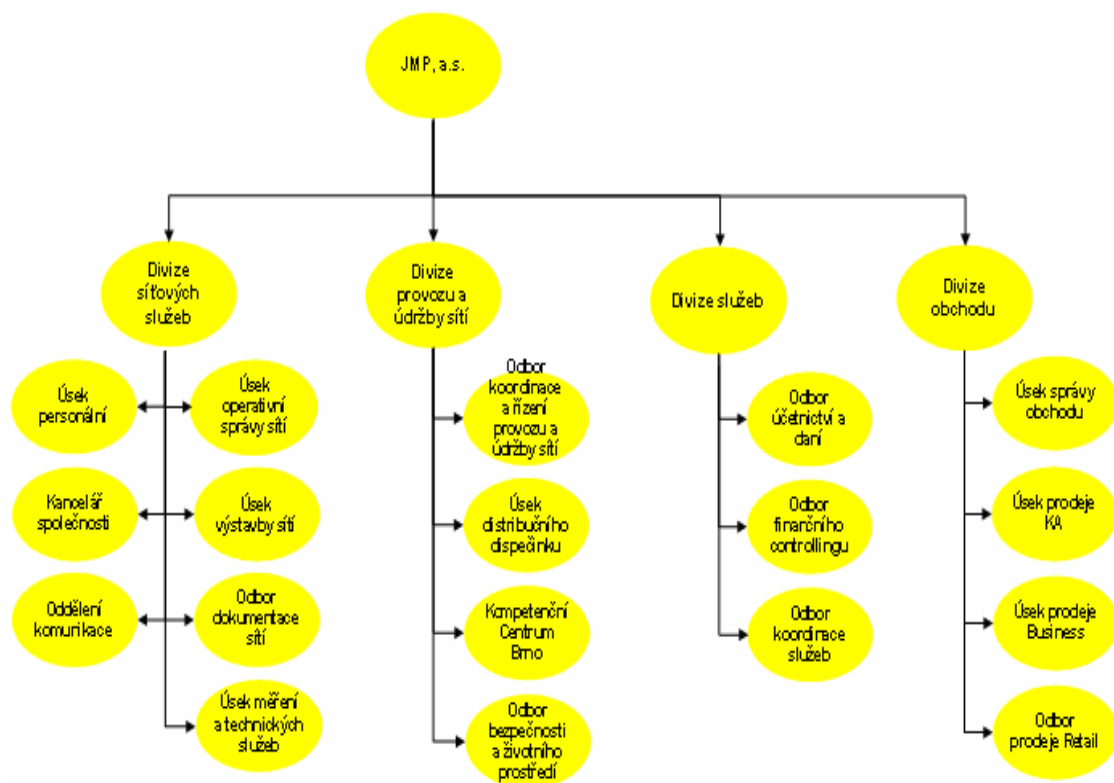 JMP, a.s.
Divize
síťových
služeb
Divize
provozu a
údržby sítí
Divize služeb
Divize
obchodu
Úsek
personální
Úsek
operativní
správy sítí
Kancelář
společnosti
Úsek
výstavby sítí
Oddělení
komunikace
Odbor
dokumentace
sítí
Úsek měření
a technických
služeb
Odbor
koordinace
a řízení
provozu a
údržby sítí
Úsek
distribučního
dispečinku
Kompetenční
Centrum
Brno
Odbor
bezpečnosti
a životního
prostředí
Odbor
účetnictví a
daní
Odbor
finančního
controllingu
Odbor
koordirace
služeb
Úsek správy
obchodu
Úsek prodeje
KA
Úsek prodeje
Business
Odbor
prodeje Retail